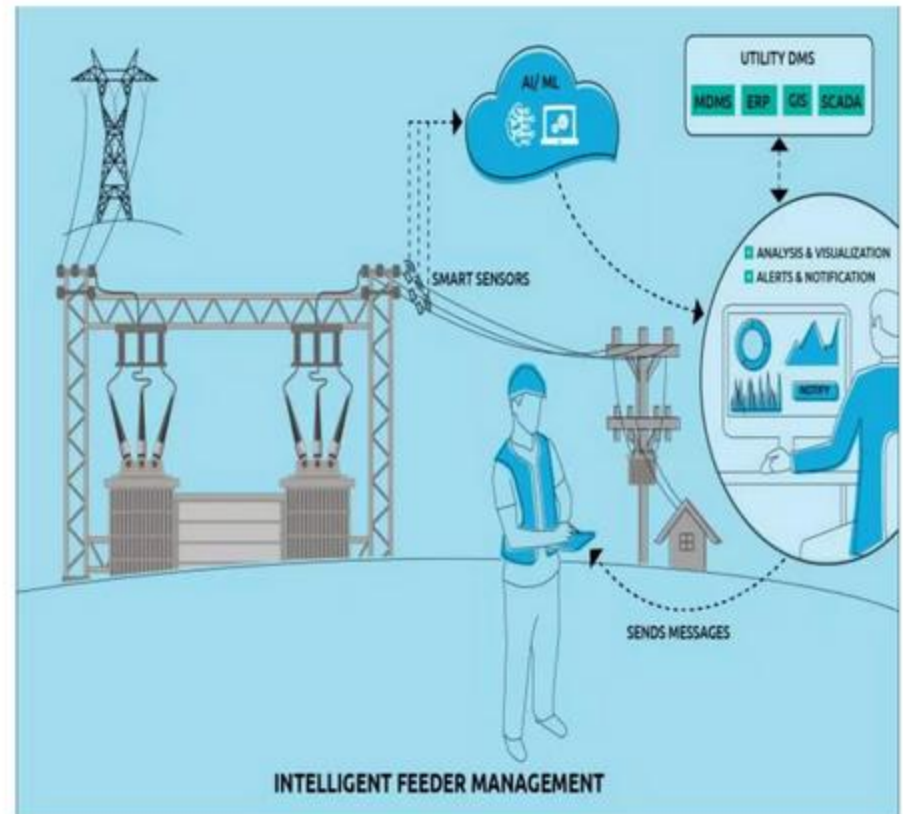 AI/ ML
UTILITY DMS
MDMS ERP GIS SCADA
ANALYSIS & VISUALIZATION
ALERTS & NOTIFICATION
SMART SENSORS
NOTIFY
SENDS MESSAGES
INTELLIGENT FEEDER MANAGEMENT